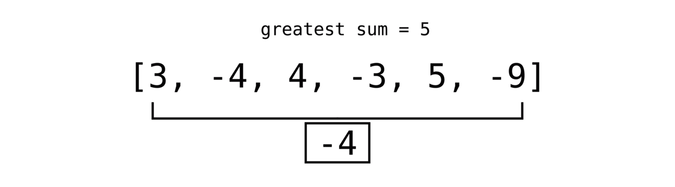 greatest sum = 5
[3, -4, 4, -3, 5, -9]
-4